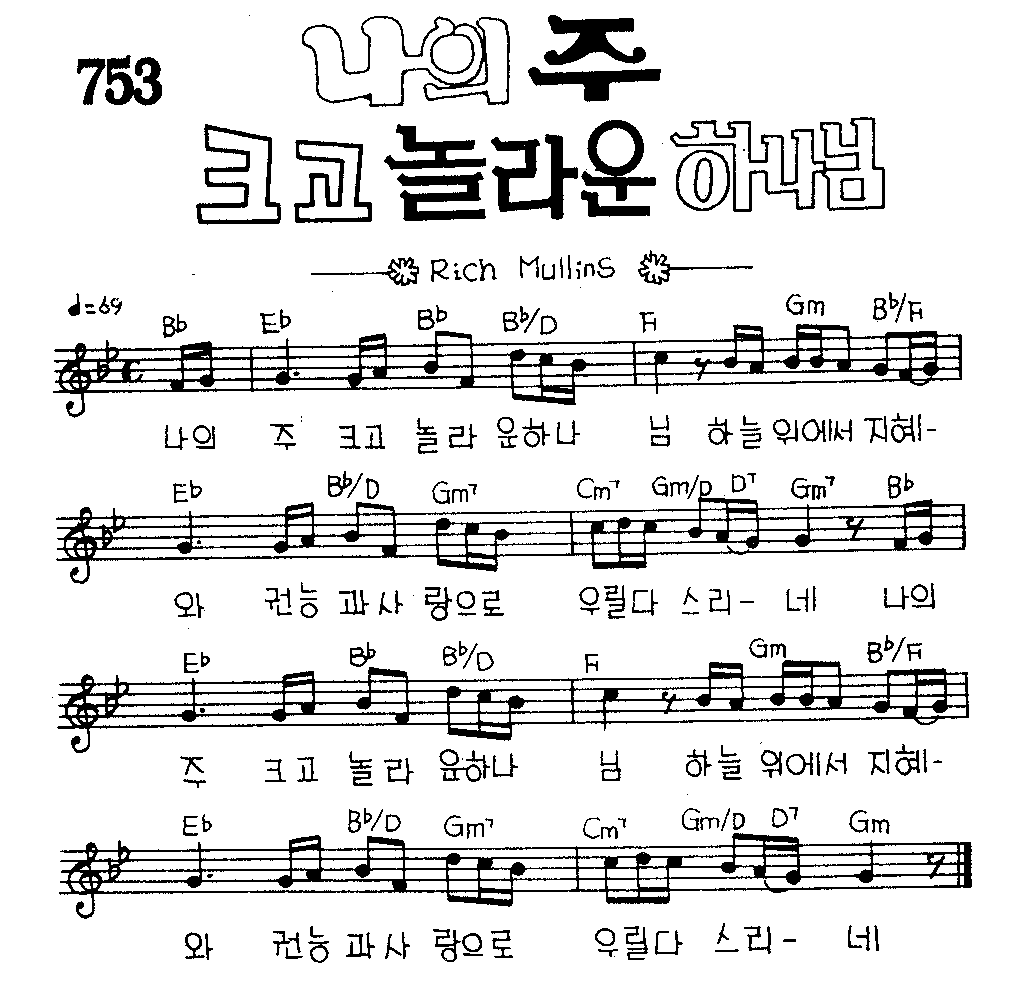 753
나의 주
크고 놀라운 하나님
Rich Mullins
♩=69
Bb Eb Bb Bb/D F Gm Bb/F
나의 주 크고 놀라 운하나 님 하늘 위에서 지혜-
Eb Bb/D Gm7 Cm7 Gm/D D7 Gm7 Bb
와 권능 과사 랑으로 우릴다 스리- 네 나의
Eb Bb Bb/D F Gm Bb/F
주 크고 놀라 운하나 님 하늘 위에서 지혜-
Eb Bb/D Gm7 Cm7 Gm/D D7 Gm
와 권능 과사 랑으로 우릴다 스리- 네